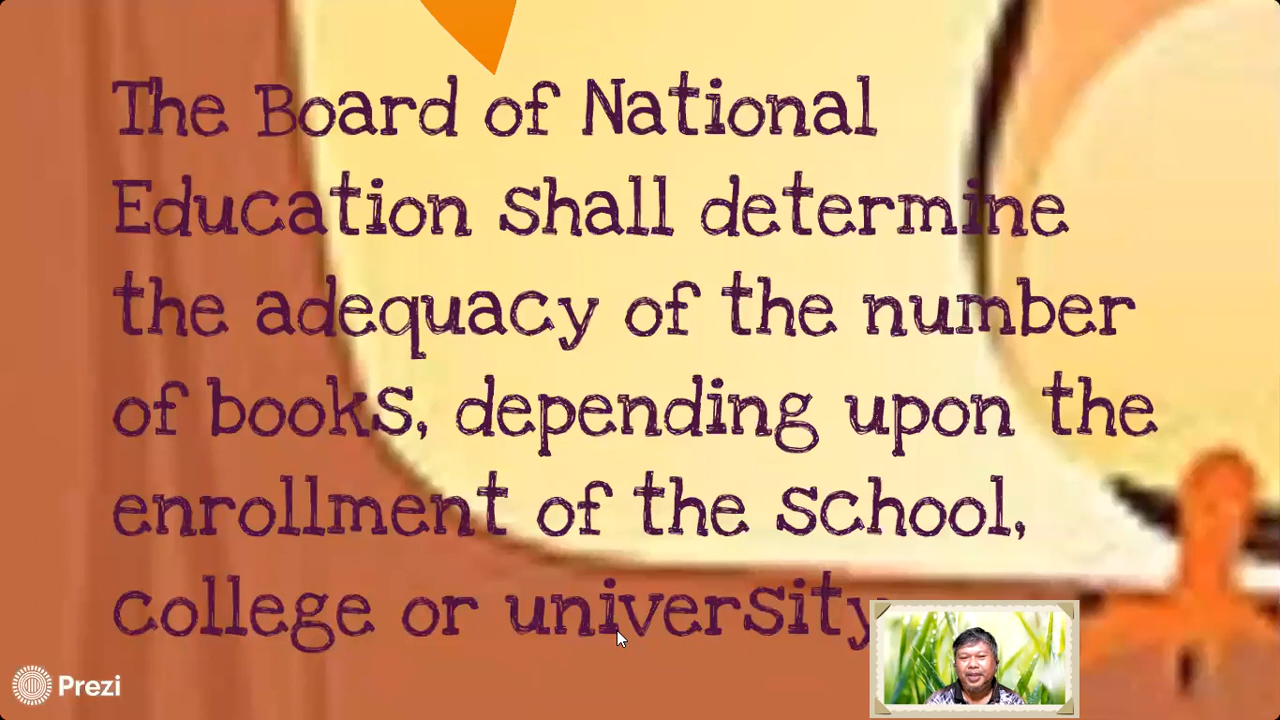 The Board of National
Education shall determine
the adequacy of the number
of books, depending upon the
enrollment of the school,
college or university
Prezi